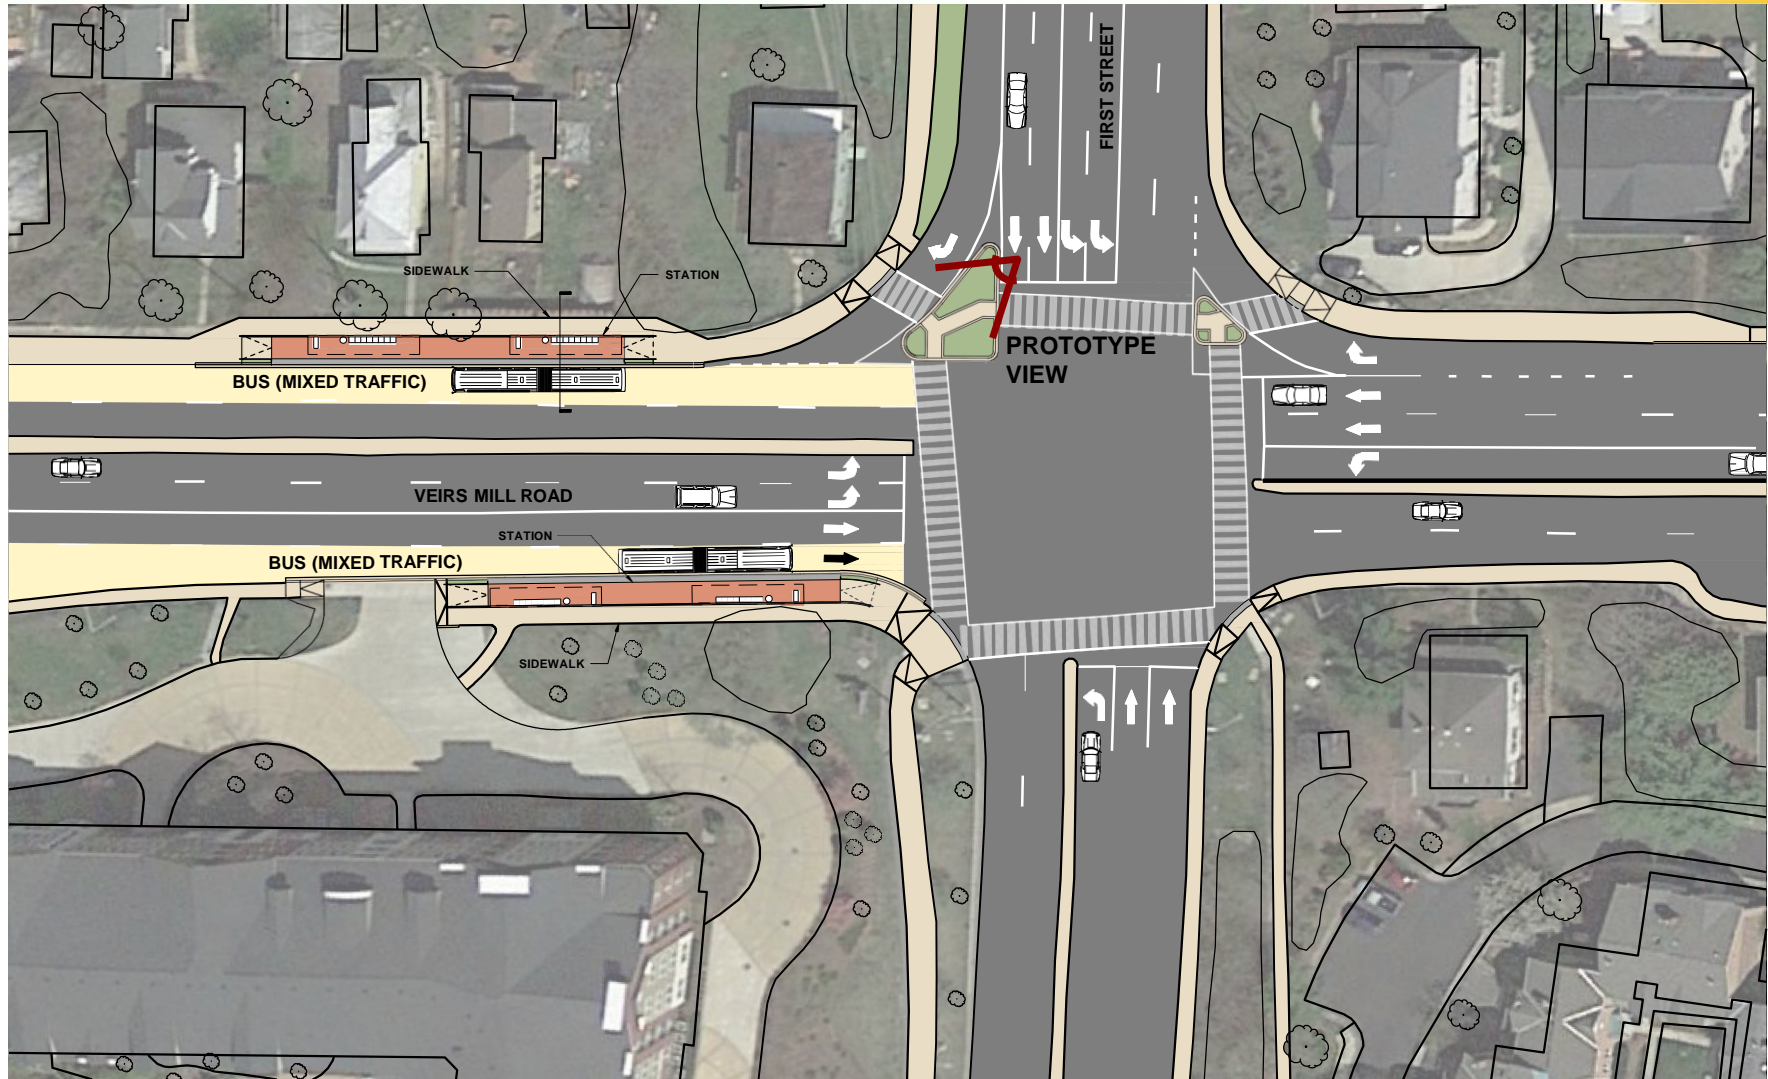 FIRST STREET
SIDEWALK
STATION
PROTOTYPE
VIEW
BUS (MIXED TRAFFIC)
VEIRS MILL ROAD
STATION
BUS (MIXED TRAFFIC)
SIDEWALK